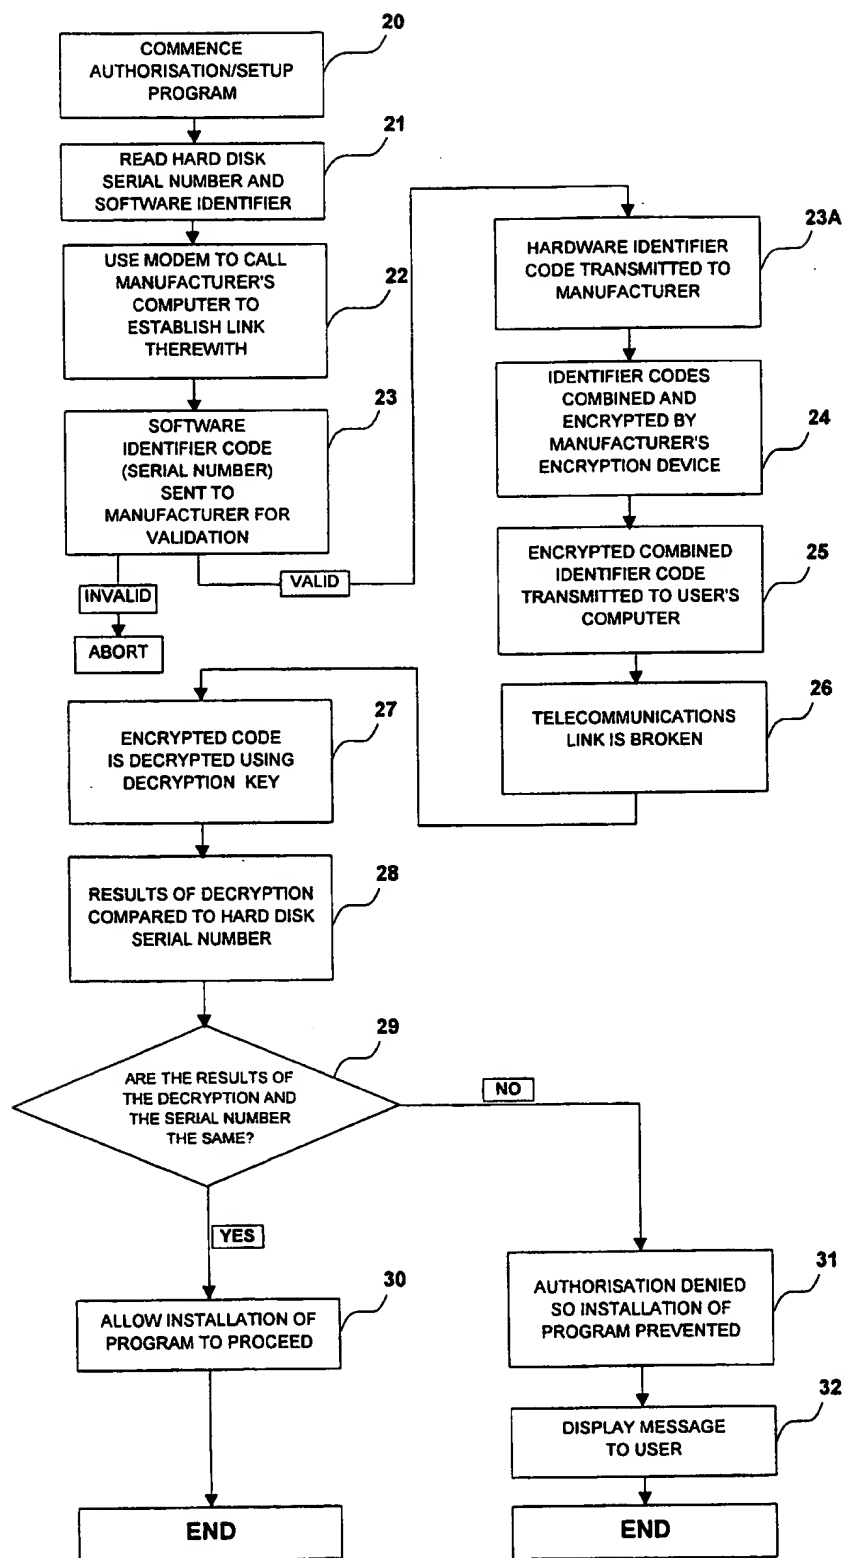 20
COMMENCE
AUTHORISATION/SETUP
PROGRAM
21
READ HARD DISK
SERIAL NUMBER AND
SOFTWARE IDENTIFIER
22
USE MODEM TO CALL
MANUFACTURER'S
COMPUTER TO
ESTABLISH LINK
THEREWITH
23
SOFTWARE
IDENTIFIER CODE
(SERIAL NUMBER)
SENT TO
MANUFACTURER FOR
VALIDATION
INVALID
VALID
ABORT
23A
HARDWARE IDENTIFIER
CODE TRANSMITTED TO
MANUFACTURER
24
IDENTIFIER CODES
COMBINED AND
ENCRYPTED BY
MANUFACTURER'S
ENCRYPTION DEVICE
25
ENCRYPTED COMBINED
IDENTIFIER CODE
TRANSMITTED TO USER'S
COMPUTER
26
TELECOMMUNICATIONS
LINK IS BROKEN
27
ENCRYPTED CODE
IS DECRYPTED USING
DECRYPTION KEY
28
RESULTS OF DECRYPTION
COMPARED TO HARD DISK
SERIAL NUMBER
29
ARE THE RESULTS OF
THE DECRYPTION AND
THE SERIAL NUMBER
THE SAME?
NO
YES
30
ALLOW INSTALLATION OF
PROGRAM TO PROCEED
END
31
AUTHORISATION DENIED
SO INSTALLATION OF
PROGRAM PREVENTED
32
DISPLAY MESSAGE
TO USER
END